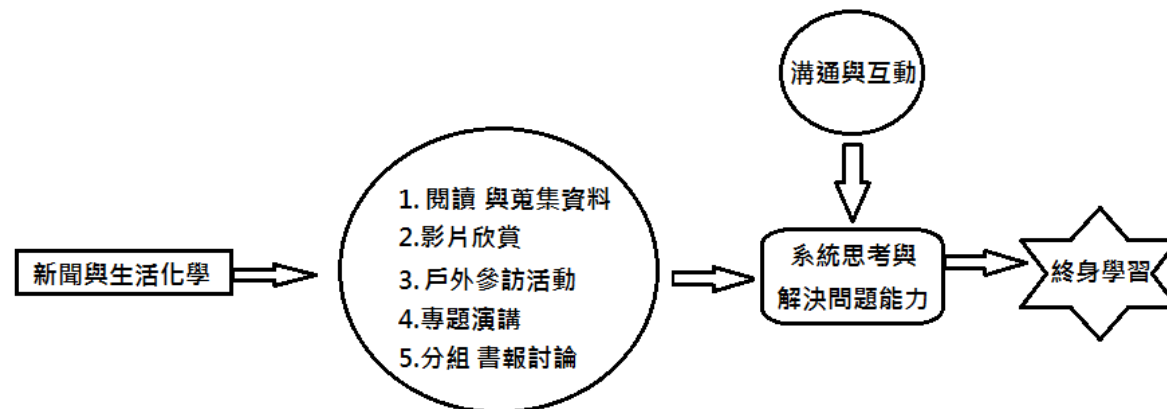 新聞與生活化學
1. 閱讀 與蒐集資料
2.影片欣賞
3.戶外參訪活動
4.專題演講
5.分組 書報討論
溝通與互動
系統思考與
解決問題能力
終身學習